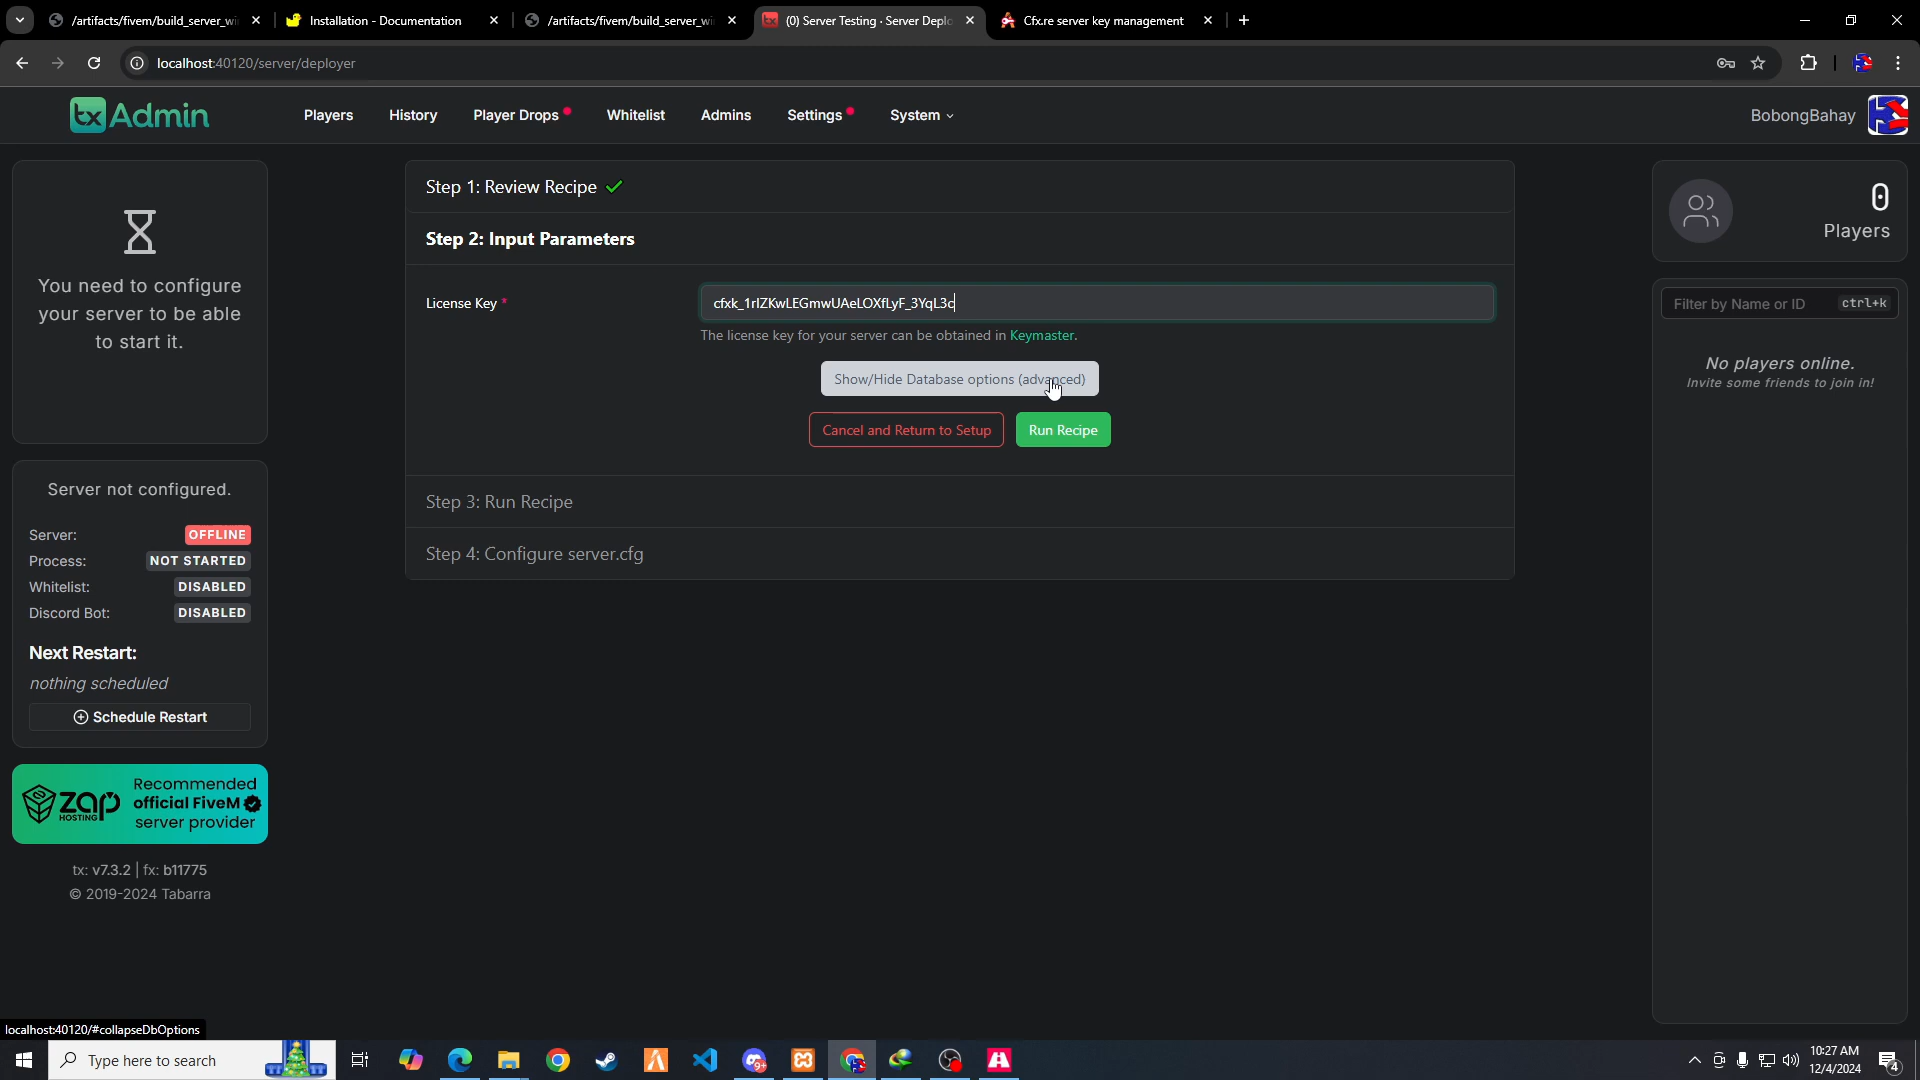 /artifacts/fivem/build_server_wi
Installation - Documentation
/artifacts/fivem/build_server_wi
(0) Server Testing · Server Deplo
Cfx.re server key management
localhost:40120/server/deployer
tx Admin
Players
History
Player Drops
Whitelist
Admins
Settings
System
BobongBahay
You need to configure
your server to be able
to start it.
Server not configured.
Server: OFFLINE
Process: NOT STARTED
Whitelist: DISABLED
Discord Bot: DISABLED
Next Restart:
nothing scheduled
Schedule Restart
ZAP HOSTING
Recommended
official FiveM
server provider
tx: v7.3.2 | fx: b11775
© 2019-2024 Tabarra
Step 1: Review Recipe
Step 2: Input Parameters
License Key *
cfxk_1rIZKwLEGmwUAeLOXfLyF_3YqL3c
The license key for your server can be obtained in Keymaster.
Show/Hide Database options (advanced)
Cancel and Return to Setup
Run Recipe
Step 3: Run Recipe
Step 4: Configure server.cfg
0
Players
Filter by Name or ID
ctrl+k
No players online.
Invite some friends to join in!
localhost:40120/#collapseDbOptions
Type here to search
9+
10:27 AM
12/4/2024
4